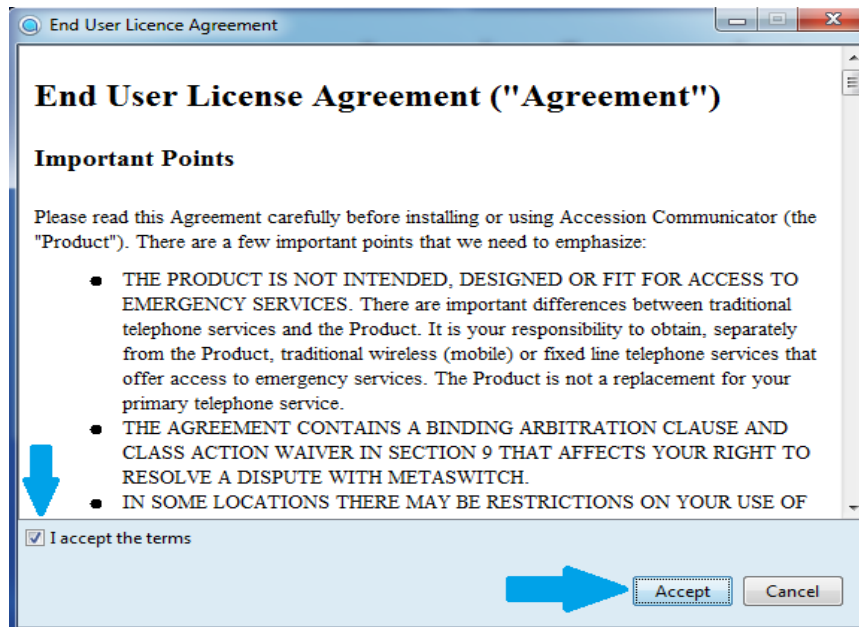 End User Licence Agreement
End User License Agreement ("Agreement")
Important Points
Please read this Agreement carefully before installing or using Accession Communicator (the
"Product"). There are a few important points that we need to emphasize:
THE PRODUCT IS NOT INTENDED, DESIGNED OR FIT FOR ACCESS TO
EMERGENCY SERVICES. There are important differences between traditional
telephone services and the Product. It is your responsibility to obtain, separately
from the Product, traditional wireless (mobile) or fixed line telephone services that
offer access to emergency services. The Product is not a replacement for your
primary telephone service.
THE AGREEMENT CONTAINS A BINDING ARBITRATION CLAUSE AND
CLASS ACTION WAIVER IN SECTION 9 THAT AFFECTS YOUR RIGHT TO
RESOLVE A DISPUTE WITH METASWITCH.
IN SOME LOCATIONS THERE MAY BE RESTRICTIONS ON YOUR USE OF
I accept the terms
Accept Cancel